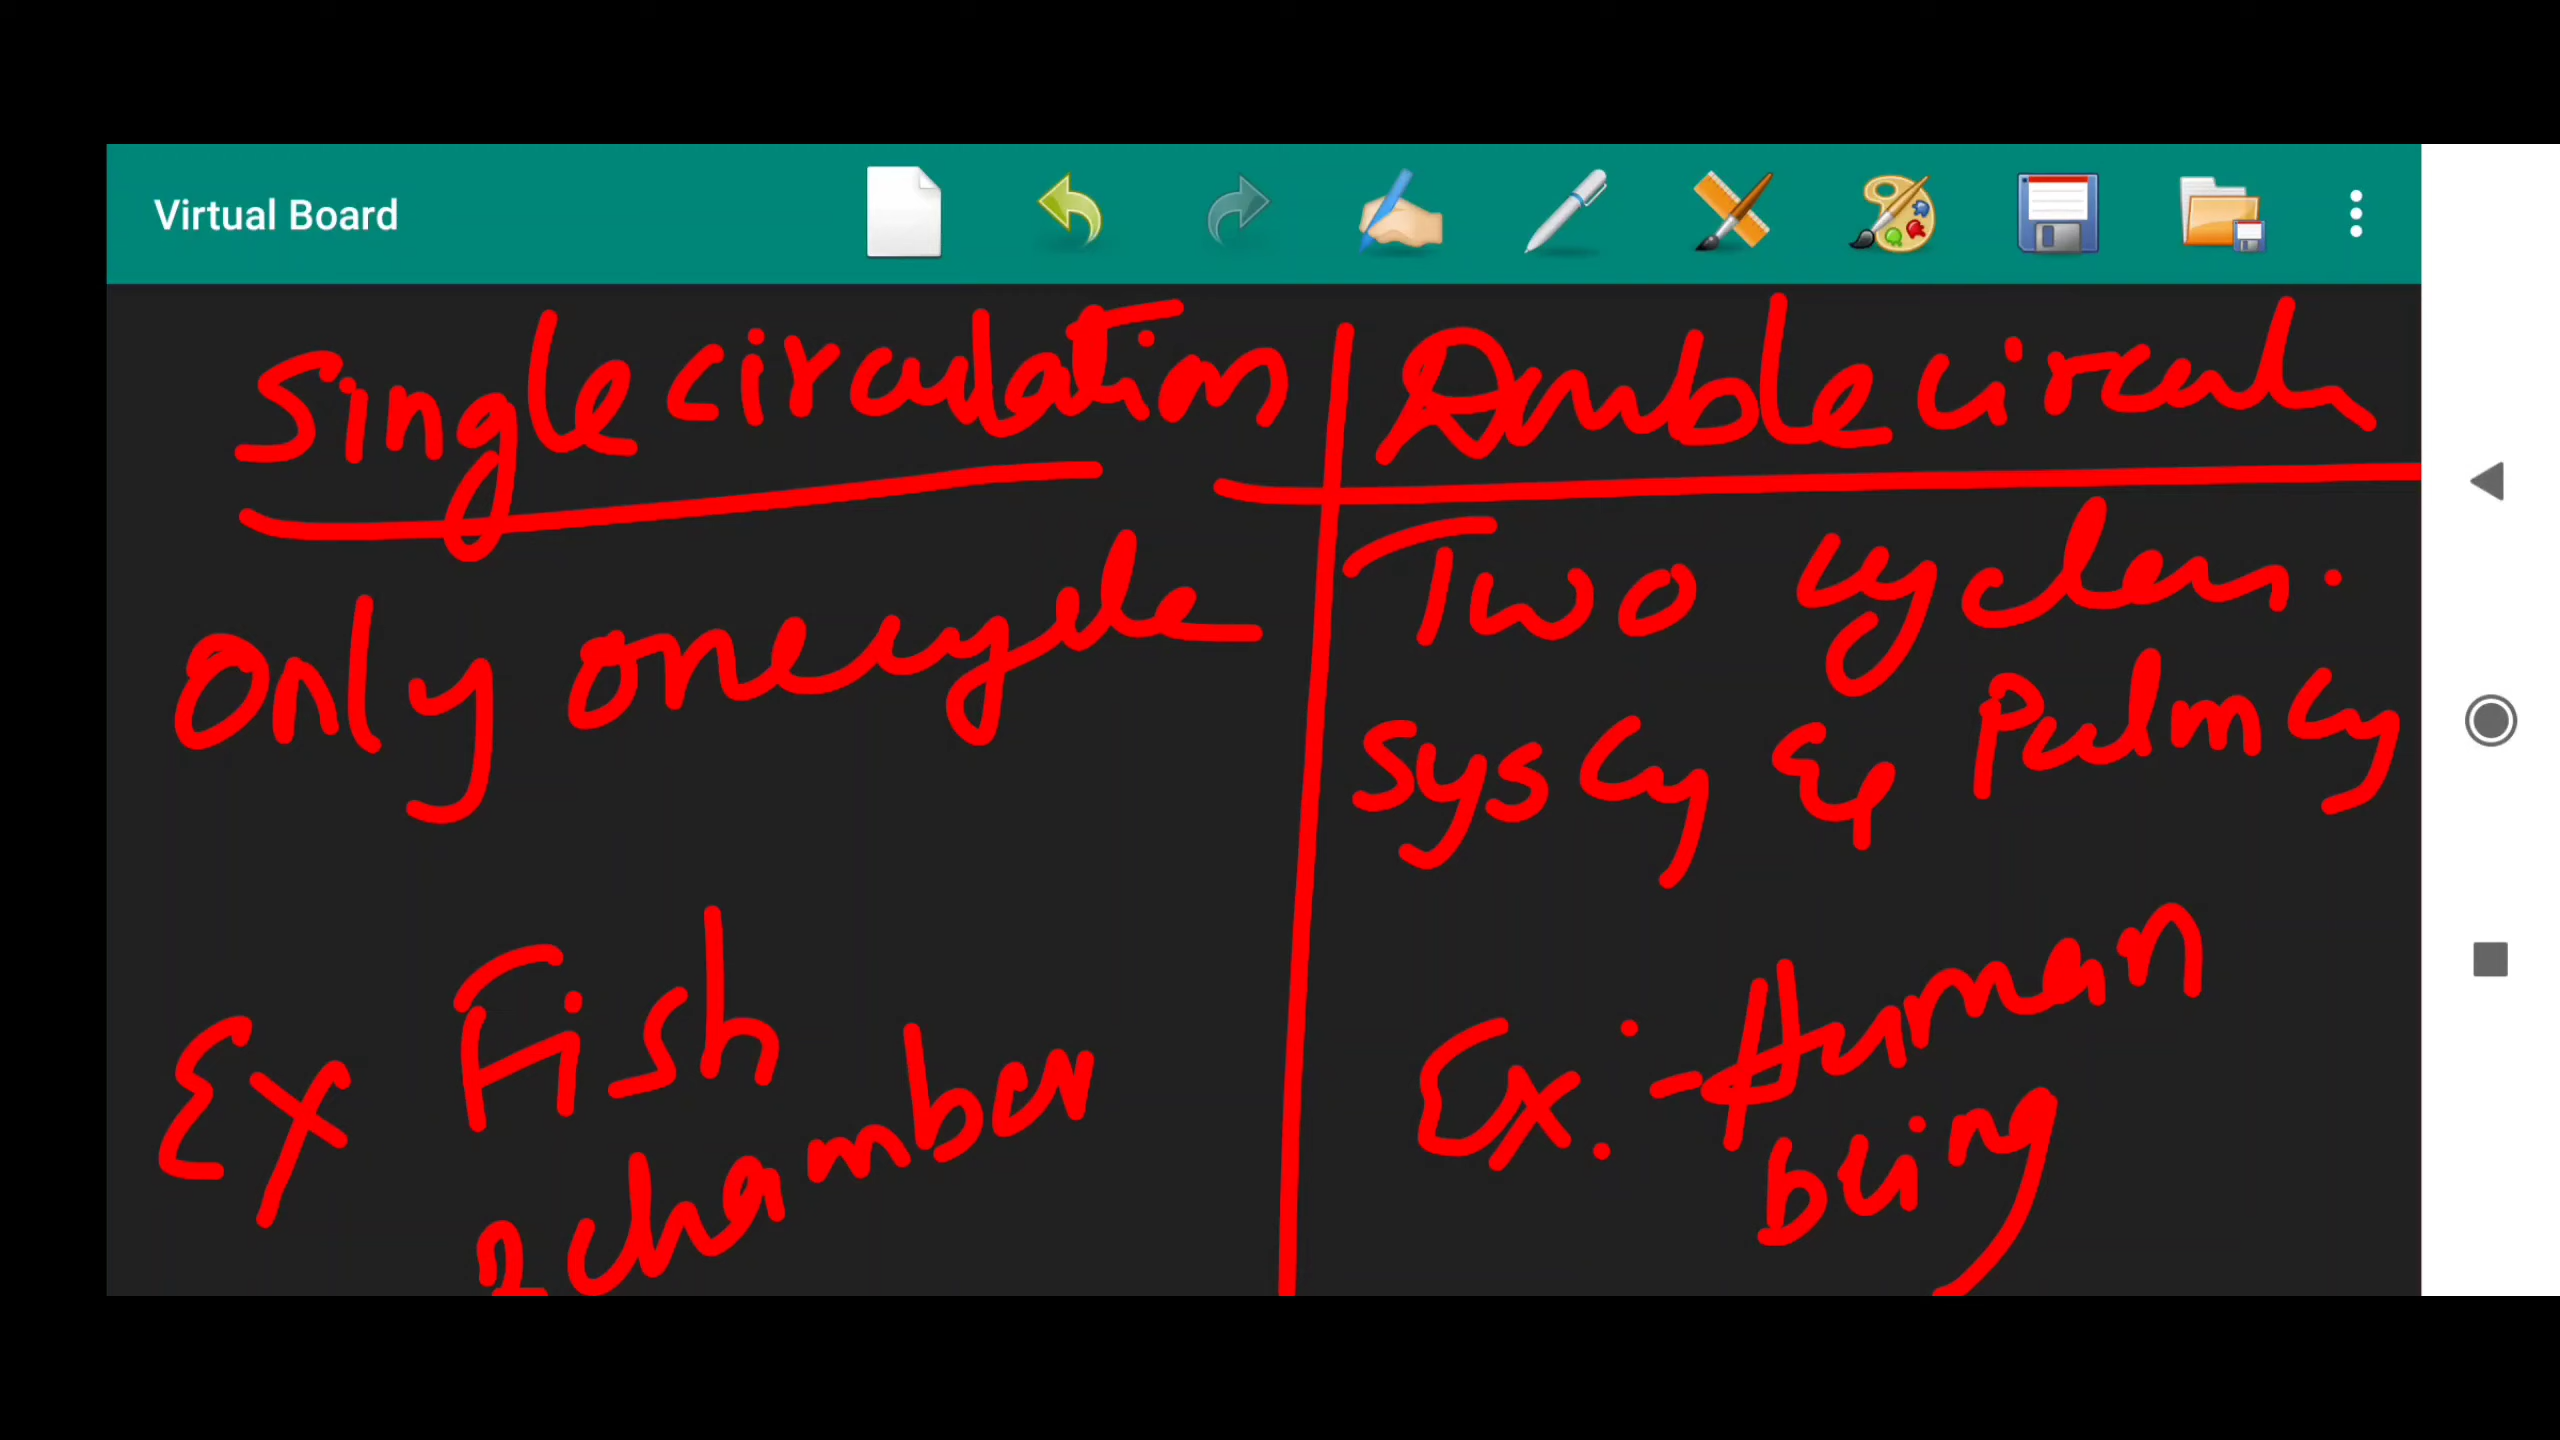 Virtual Board
Single circulation
Only one cycle
Ex Fish
2 chamber
Double circul
Two cycles.
Sys Cy & Pulm Cy
Ex:- Human
being